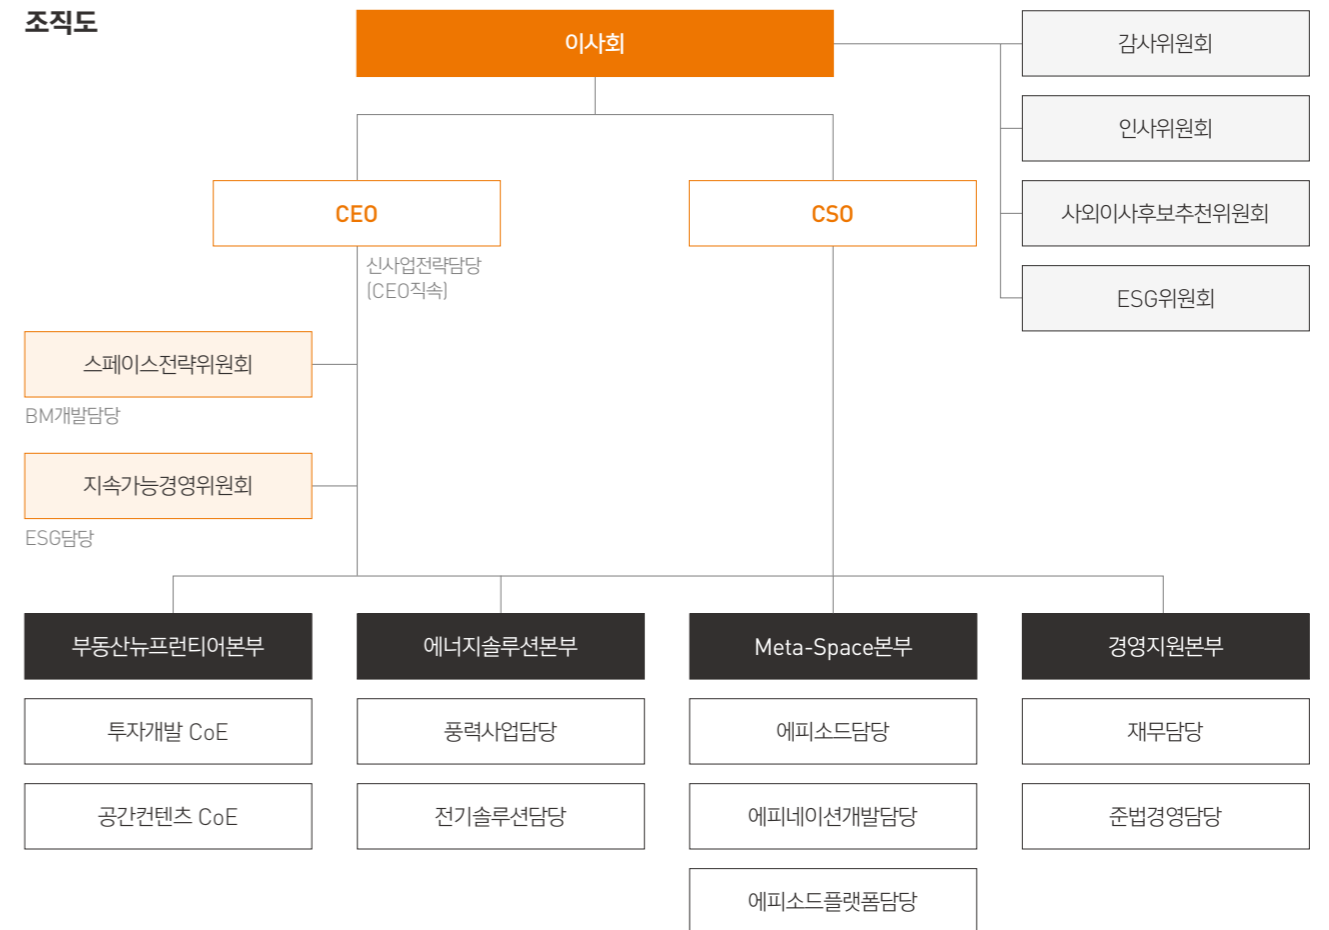 조직도
이사회
감사위원회
인사위원회
사외이사후보추천위원회
ESG위원회
CEO
CSO
신사업전략담당
(CEO직속)
스페이스전략위원회
BM개발담당
지속가능경영위원회
ESG담당
부동산뉴프런티어본부
에너지솔루션본부
Meta-Space본부
경영지원본부
투자개발 CoE
풍력사업담당
에피소드담당
재무담당
공간컨텐츠 CoE
전기솔루션담당
에피네이션개발담당
준법경영담당
에피소드플랫폼담당